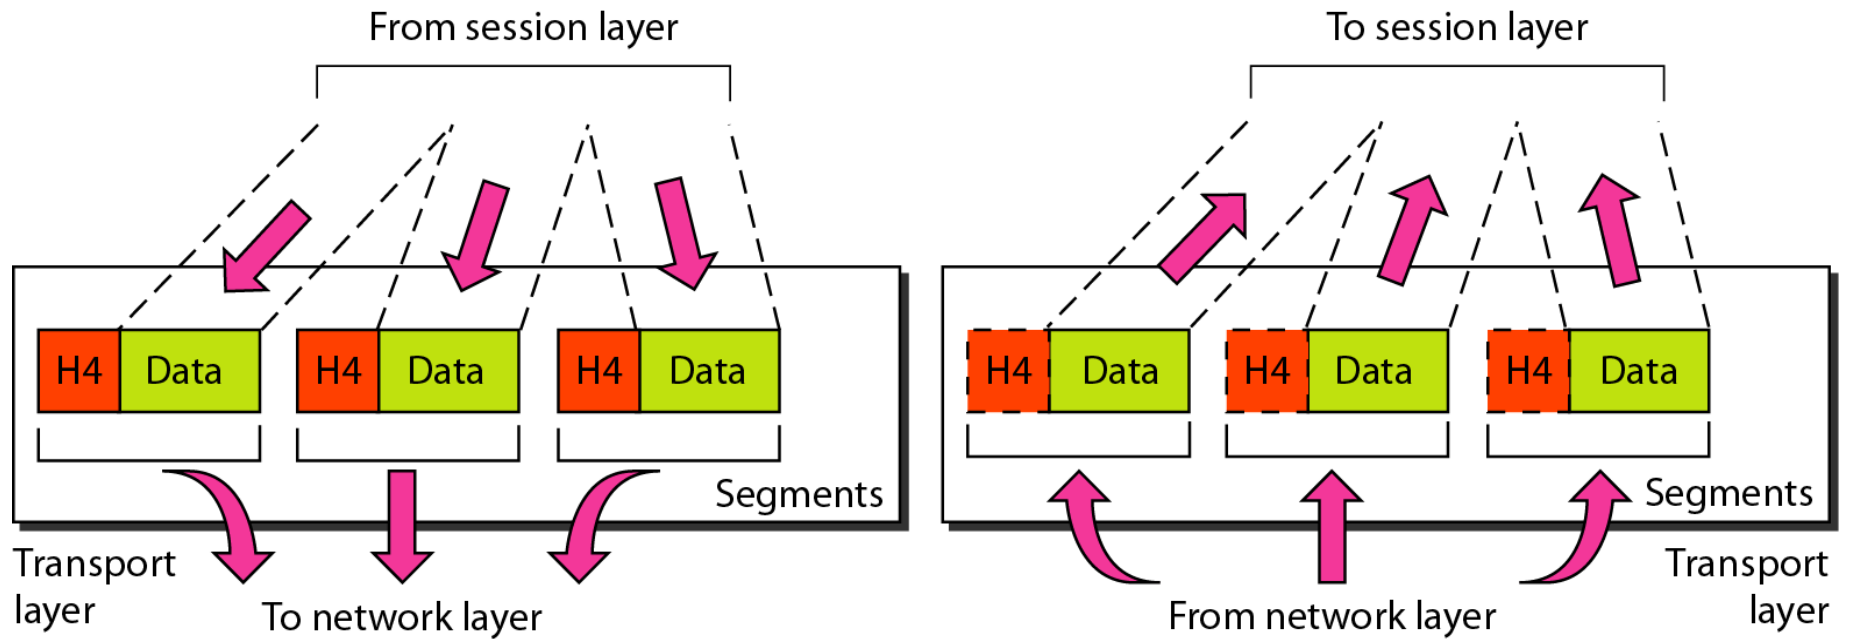 From session layer
H4 Data H4 Data H4 Data
Segments
Transport
layer
To network layer
To session layer
H4 Data H4 Data H4 Data
Segments
Transport
layer
From network layer